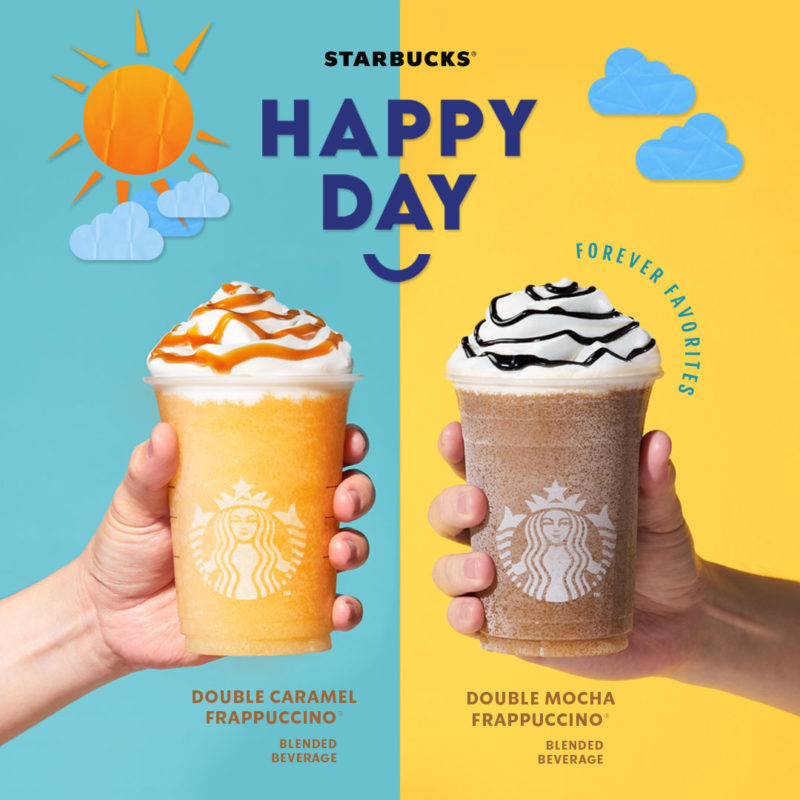 STARBUCKS®
HAPPY
DAY
FOREVER FAVORITES
DOUBLE CARAMEL
FRAPPUCCINO®
BLENDED
BEVERAGE
DOUBLE MOCHA
FRAPPUCCINO®
BLENDED
BEVERAGE